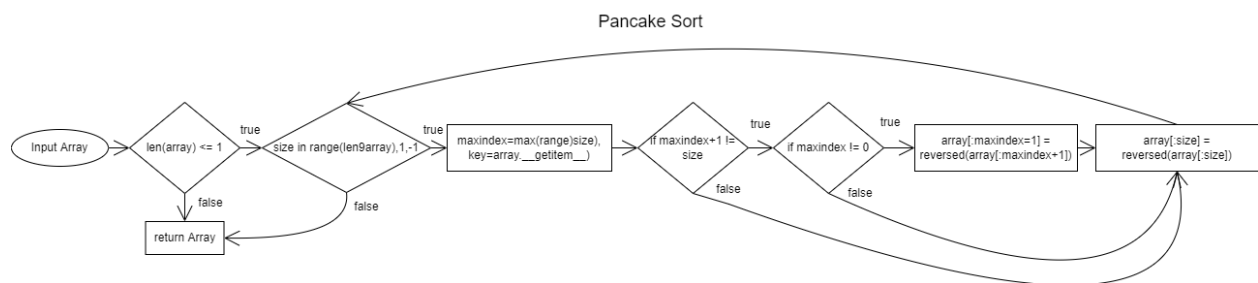 Pancake Sort
Input Array
len(array) <= 1
true
false
return Array
size in range(len9array),1,-1
true
false
maxindex=max(range)size),
key=array.__getitem__)
if maxindex+1 !=
size
true
false
if maxindex != 0
true
false
array[:maxindex=1] =
reversed(array[:maxindex+1])
array[:size] =
reversed(array[:size])